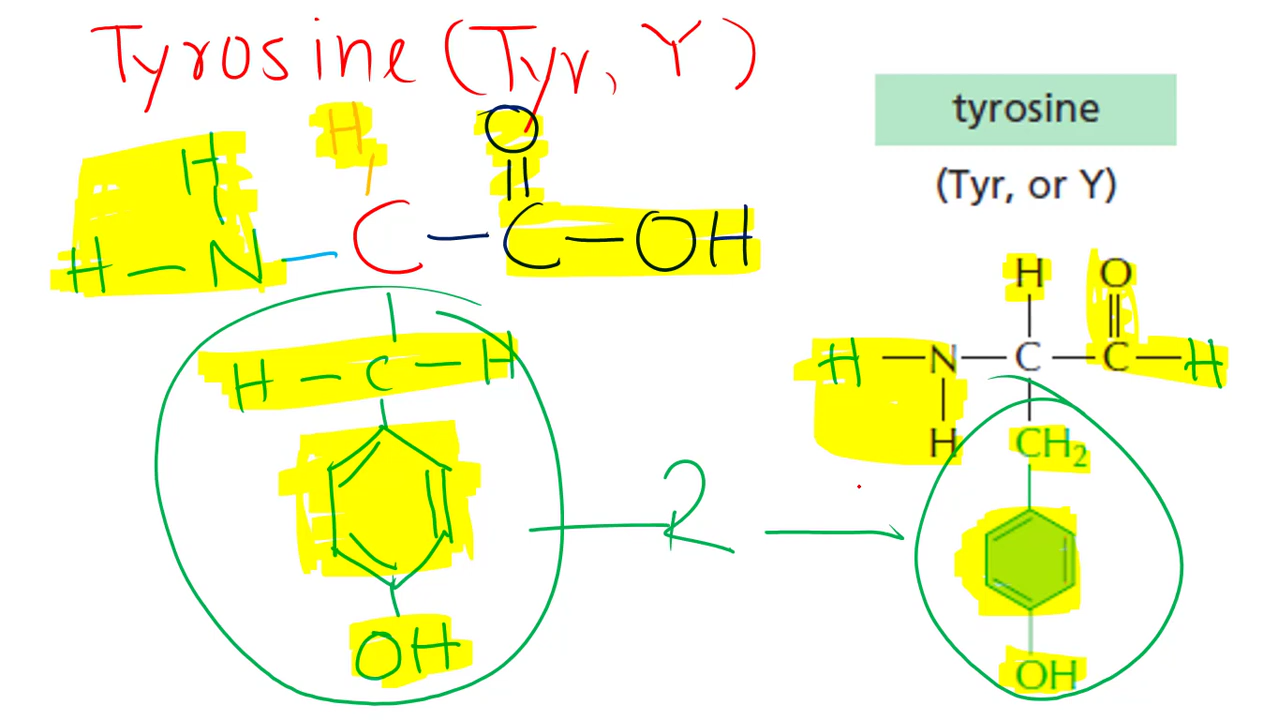 Tyrosine (Tyr, Y)
H
H
O
H — N — C — C — OH
H — C — H
OH
R
tyrosine
(Tyr, or Y)
H
O
H — N — C — C — H
H
CH₂
OH